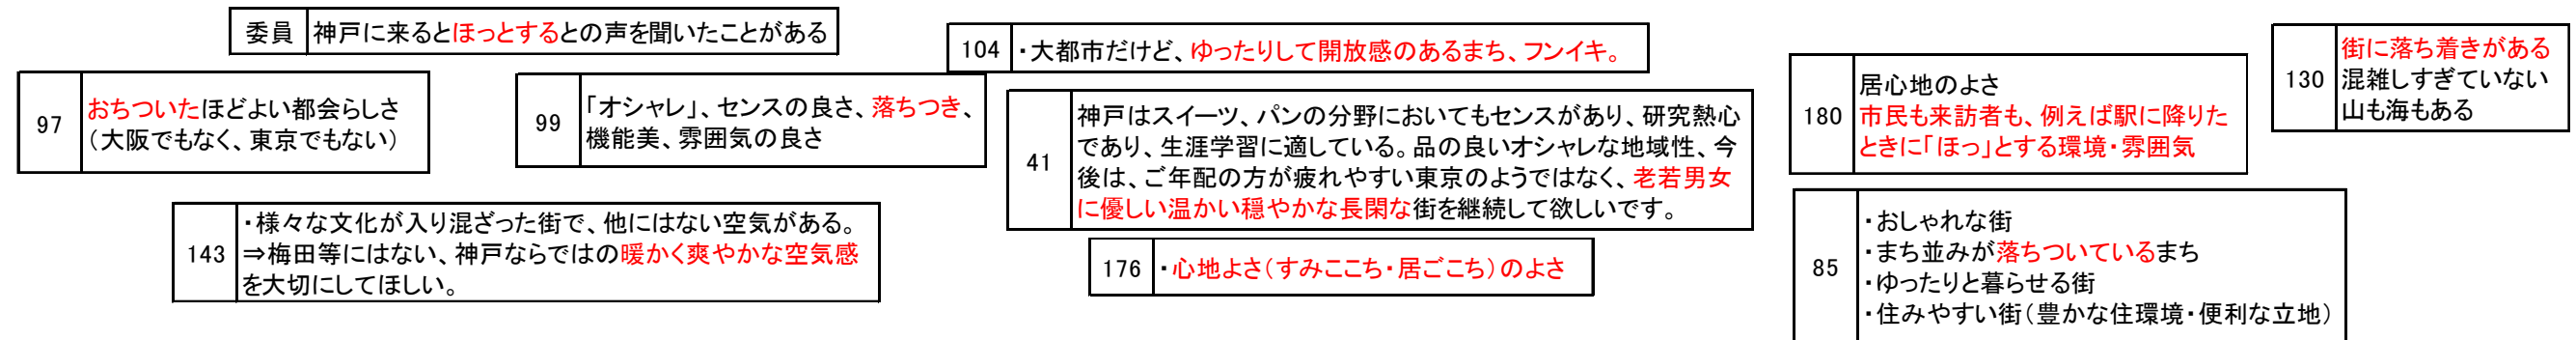 委員 神戸に来るとほっとするとの声を聞いたことがある
104 ・大都市だけど、ゆったりして開放感のあるまち、フンイキ。
97 おちついたほどよい都会らしさ
（大阪でもなく、東京でもない）
99 「オシャレ」、センスの良さ、落ちつき、
機能美、雰囲気の良さ
41 神戸はスイーツ、パンの分野においてもセンスがあり、研究熱心
であり、生涯学習に適している。品の良いオシャレな地域性、今
後は、ご年配の方が疲れやすい東京のようではなく、老若男女
に優しい温かい穏やかな長閑な街を継続して欲しいです。
180 居心地のよさ
市民も来訪者も、例えば駅に降りた
ときに「ほっ」とする環境・雰囲気
130 街に落ち着きがある
混雑しすぎていない
山も海もある
143 ・様々な文化が入り混ざった街で、他にはない空気がある。
⇒梅田等にはない、神戸ならではの暖かく爽やかな空気感
を大切にしてほしい。
176 ・心地よさ（すみここち・居ごこち）のよさ
85 ・おしゃれな街
・まち並みが落ちついているまち
・ゆったりと暮らせる街
・住みやすい街（豊かな住環境・便利な立地）